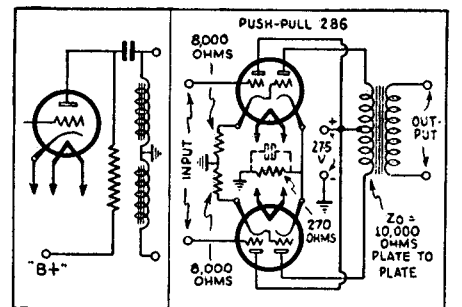 "B+"
PUSH-PULL 2B6
8,000
OHMS
INPUT
+
275
V.
-
OUT-
PUT
270
OHMS
8,000
OHMS
Zo =
10,000
OHMS
PLATE TO
PLATE